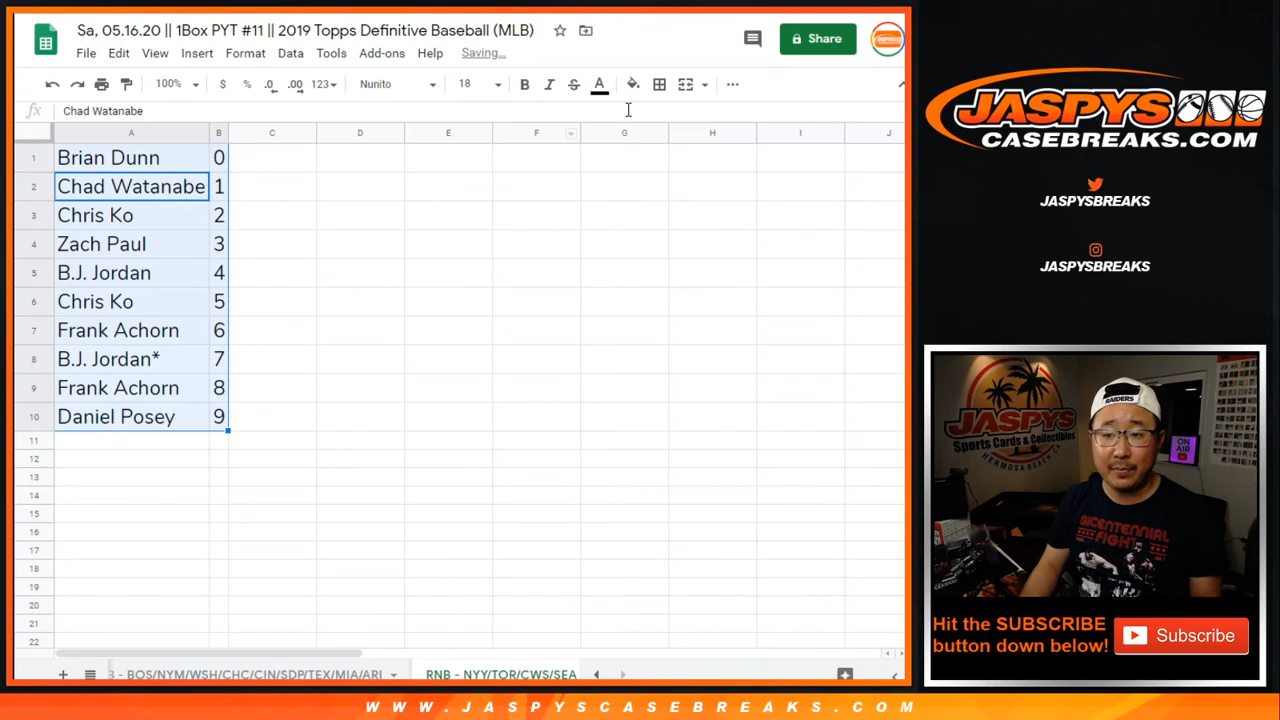 Sa, 05.16.20 || 1Box PYT #11 || 2019 Topps Definitive Baseball (MLB)
File Edit View Insert Format Data Tools Add-ons Help Saving...
Share
100% $ % .0 .00 123 Nunito 18 B I S A
fx Chad Watanabe
A B C D E F G H I J
1 Brian Dunn 0
2 Chad Watanabe 1
3 Chris Ko 2
4 Zach Paul 3
5 B.J. Jordan 4
6 Chris Ko 5
7 Frank Achorn 6
8 B.J. Jordan* 7
9 Frank Achorn 8
10 Daniel Posey 9
11
12
13
14
15
16
17
18
19
20
21
22
- BOS/NYM/WSH/CHC/CIN/SDP/TEX/MIA/ARI RNB - NYY/TOR/CWS/SEA
JASPYS
CASEBREAKS.COM
JASPYSBREAKS
JASPYSBREAKS
RAIDERS
JASPYS
Sports Cards & Collectibles
HERMOSA BEACH, CA
ON AIR
BICENTENNIAL
FIGHT
Hit the SUBSCRIBE
button down below!
Subscribe
WWW.JASPYSCASEBREAKS.COM